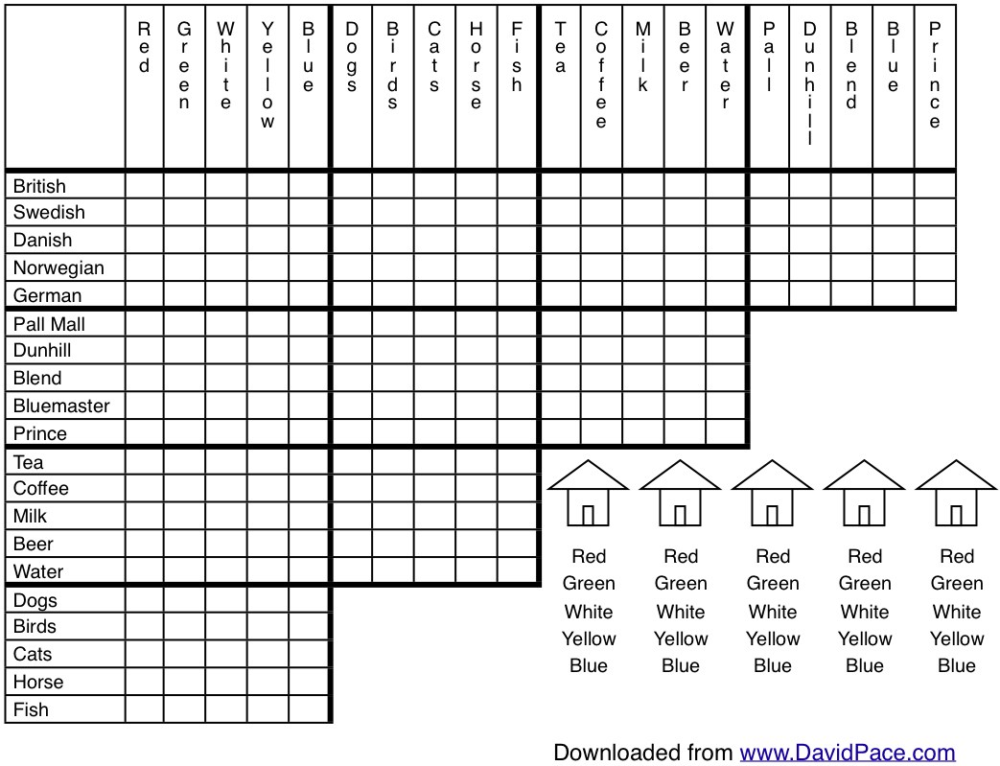 Red Green White Yellow Blue Dogs Birds Cats Horse Fish Tea Coffee Milk Beer Water Pall Dunhill Blend Blue Prince
British
Swedish
Danish
Norwegian
German
Pall Mall
Dunhill
Blend
Bluemaster
Prince
Tea
Coffee
Milk
Beer
Water
Dogs
Birds
Cats
Horse
Fish
Red Red Red Red Red
Green Green Green Green Green
White White White White White
Yellow Yellow Yellow Yellow Yellow
Blue Blue Blue Blue Blue
Downloaded from www.DavidPace.com